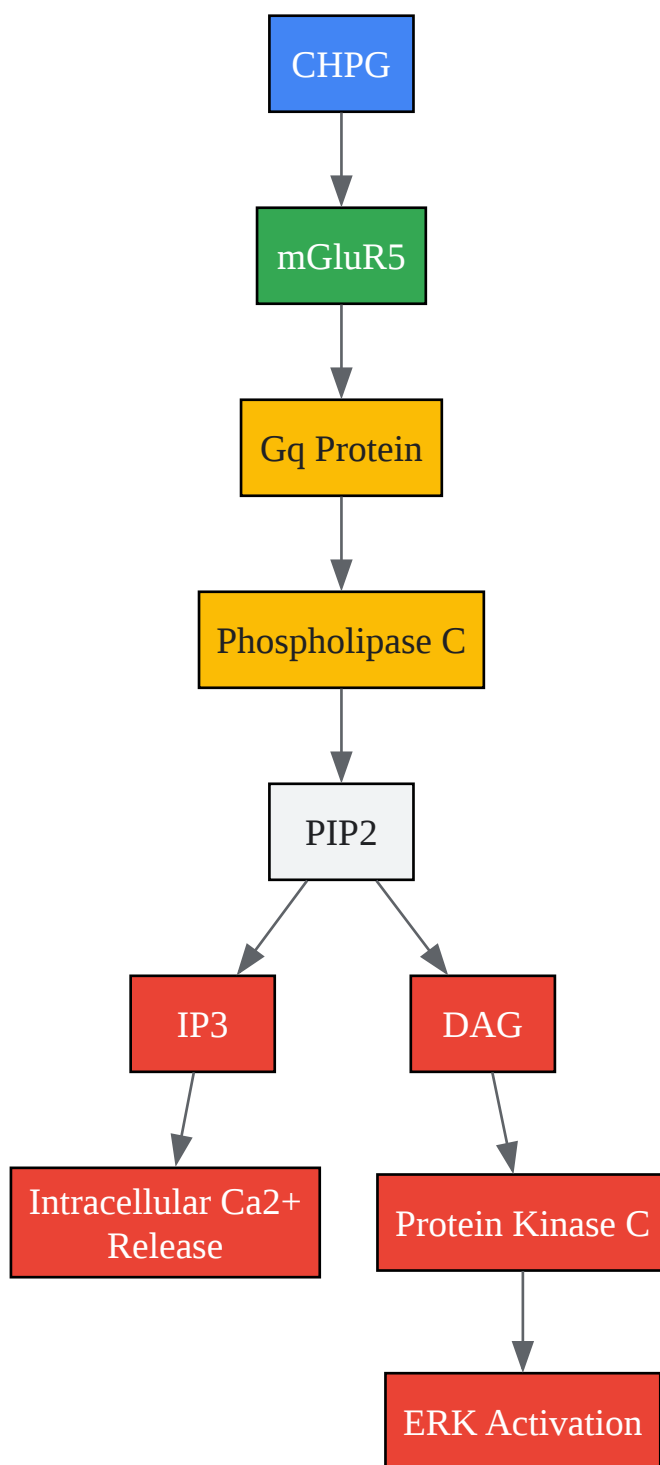 CHPG
mGluR5
Gq Protein
Phospholipase C
PIP2
IP3
DAG
Intracellular Ca2+
Release
Protein Kinase C
ERK Activation